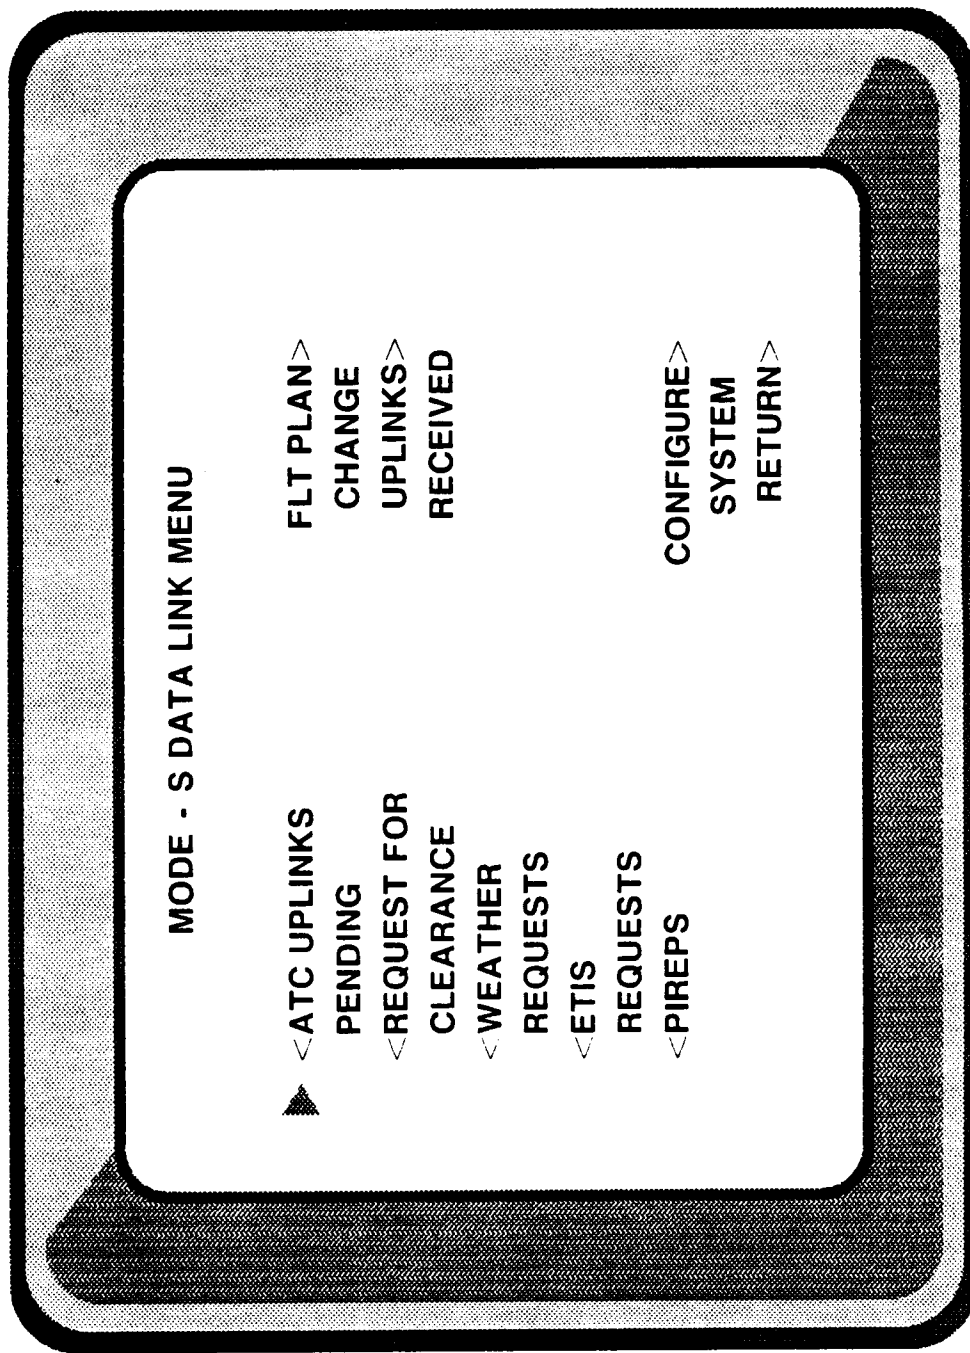 MODE - S DATA LINK MENU
<ATC UPLINKS FLT PLAN>
PENDING CHANGE
<REQUEST FOR UPLINKS>
CLEARANCE RECEIVED
<WEATHER
REQUESTS
<ETIS
REQUESTS
<PIREPS CONFIGURE>
SYSTEM
RETURN>